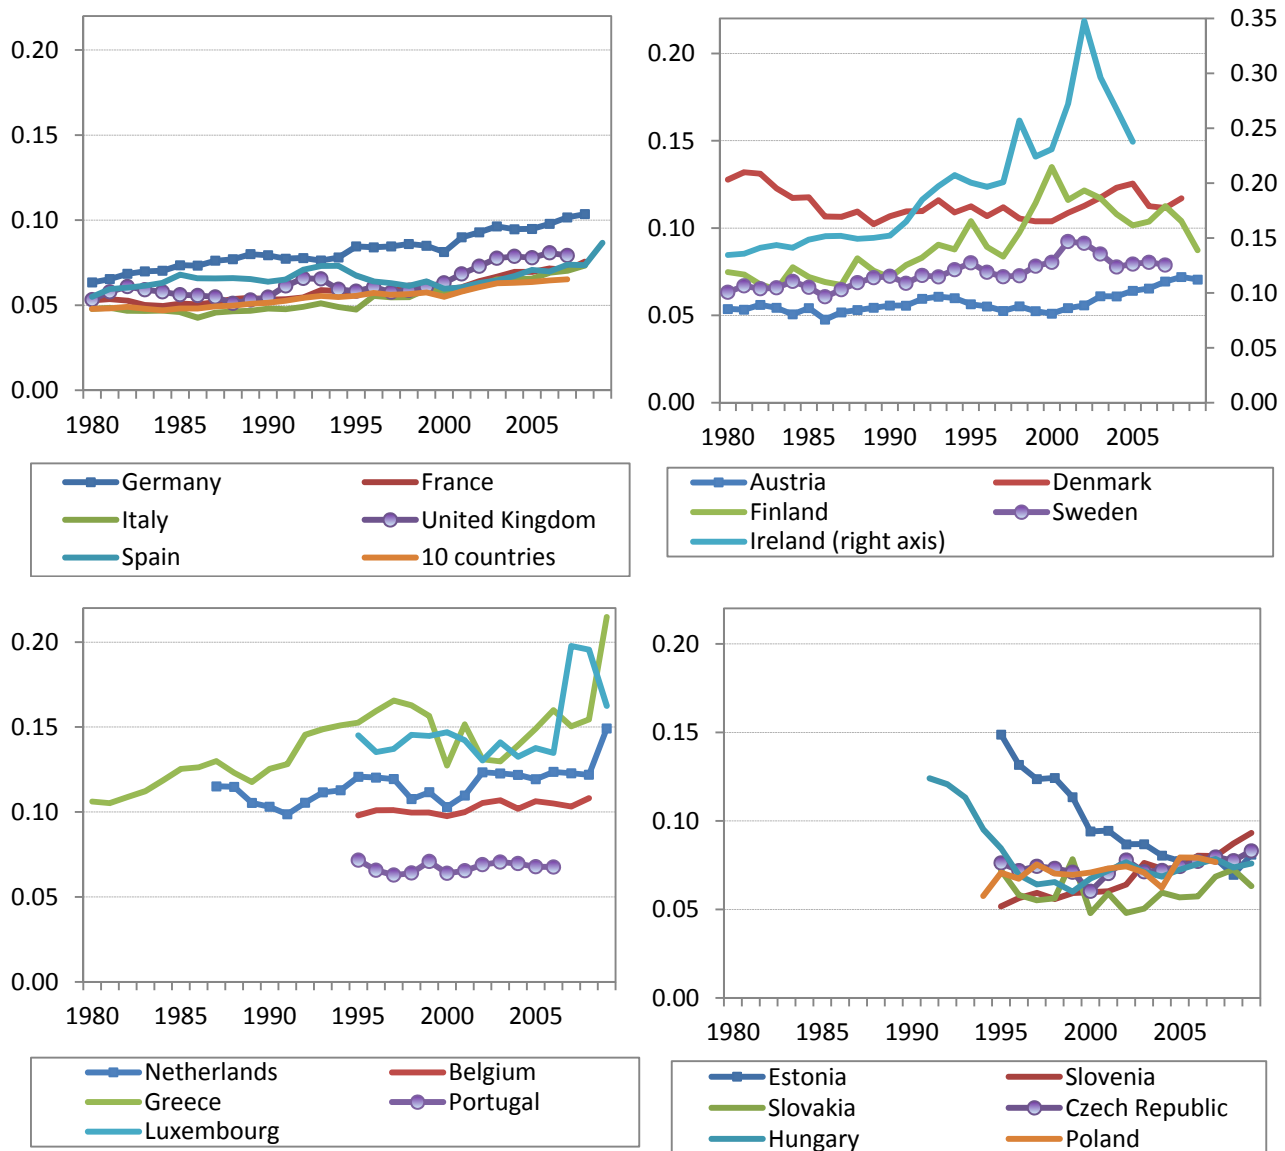 0.20
0.15
0.10
0.05
0.00
1980 1985 1990 1995 2000 2005
Germany France
Italy United Kingdom
Spain 10 countries
0.20
0.15
0.10
0.05
0.00
0.35
0.30
0.25
0.20
0.15
0.10
0.05
0.00
1980 1985 1990 1995 2000 2005
Austria Denmark
Finland Sweden
Ireland (right axis)
0.20
0.15
0.10
0.05
0.00
1980 1985 1990 1995 2000 2005
Netherlands Belgium
Greece Portugal
Luxembourg
0.20
0.15
0.10
0.05
0.00
1980 1985 1990 1995 2000 2005
Estonia Slovenia
Slovakia Czech Republic
Hungary Poland